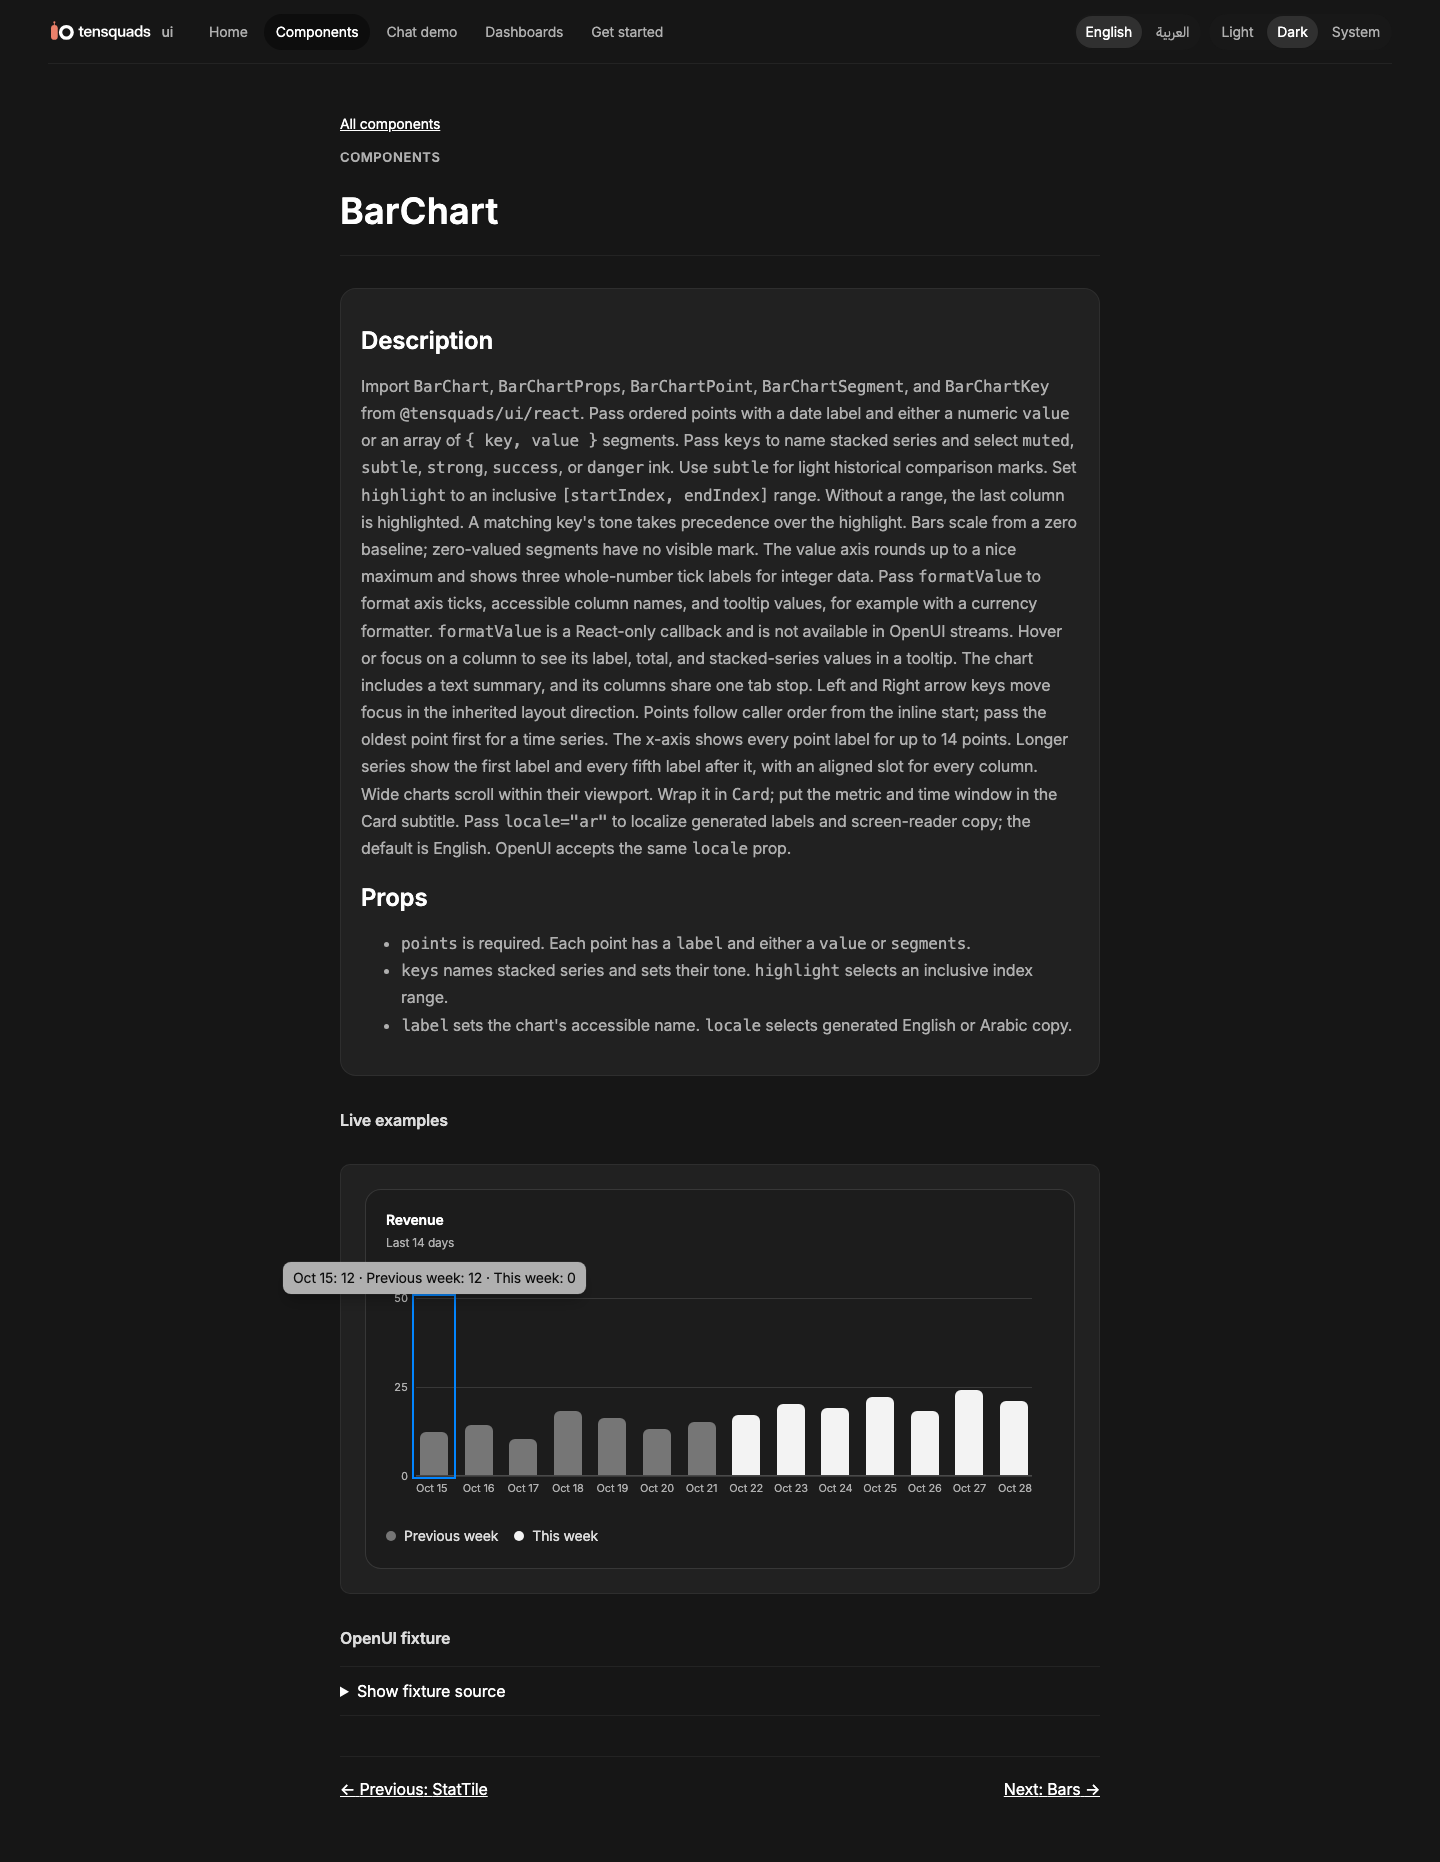 tensquads ui Home Components Chat demo Dashboards Get started English العربية Light Dark System
All components
COMPONENTS
BarChart
Description
Import BarChart, BarChartProps, BarChartPoint, BarChartSegment, and BarChartKey
from @tensquads/ui/react. Pass ordered points with a date label and either a numeric value
or an array of { key, value } segments. Pass keys to name stacked series and select muted,
subtle, strong, success, or danger ink. Use subtle for light historical comparison marks. Set
highlight to an inclusive [startIndex, endIndex] range. Without a range, the last column
is highlighted. A matching key's tone takes precedence over the highlight. Bars scale from a zero
baseline; zero-valued segments have no visible mark. The value axis rounds up to a nice
maximum and shows three whole-number tick labels for integer data. Pass formatValue to
format axis ticks, accessible column names, and tooltip values, for example with a currency
formatter. formatValue is a React-only callback and is not available in OpenUI streams. Hover
or focus on a column to see its label, total, and stacked-series values in a tooltip. The chart
includes a text summary, and its columns share one tab stop. Left and Right arrow keys move
focus in the inherited layout direction. Points follow caller order from the inline start; pass the
oldest point first for a time series. The x-axis shows every point label for up to 14 points. Longer
series show the first label and every fifth label after it, with an aligned slot for every column.
Wide charts scroll within their viewport. Wrap it in Card; put the metric and time window in the
Card subtitle. Pass locale="ar" to localize generated labels and screen-reader copy; the
default is English. OpenUI accepts the same locale prop.
Props
• points is required. Each point has a label and either a value or segments.
• keys names stacked series and sets their tone. highlight selects an inclusive index
range.
• label sets the chart's accessible name. locale selects generated English or Arabic copy.
Live examples
Revenue
Last 14 days
Oct 15: 12 · Previous week: 12 · This week: 0
50
25
0
Oct 15 Oct 16 Oct 17 Oct 18 Oct 19 Oct 20 Oct 21 Oct 22 Oct 23 Oct 24 Oct 25 Oct 26 Oct 27 Oct 28
Previous week This week
OpenUI fixture
▶ Show fixture source
← Previous: StatTile Next: Bars →